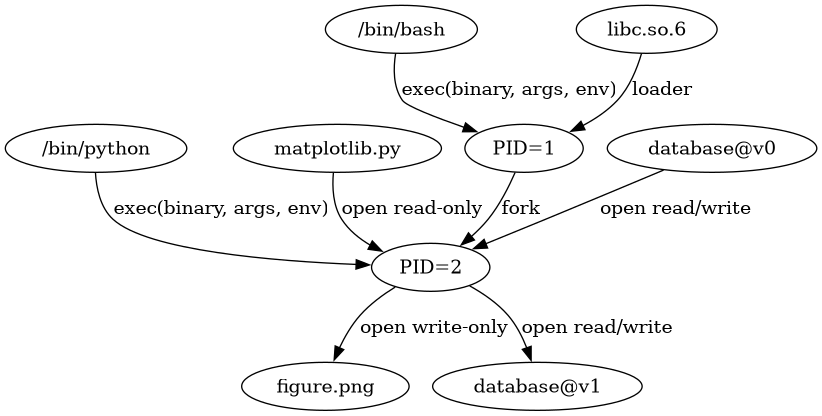 /bin/bash
libc.so.6
exec(binary, args, env)
loader
/bin/python
matplotlib.py
PID=1
database@v0
exec(binary, args, env)
open read-only
fork
open read/write
PID=2
open write-only
open read/write
figure.png
database@v1